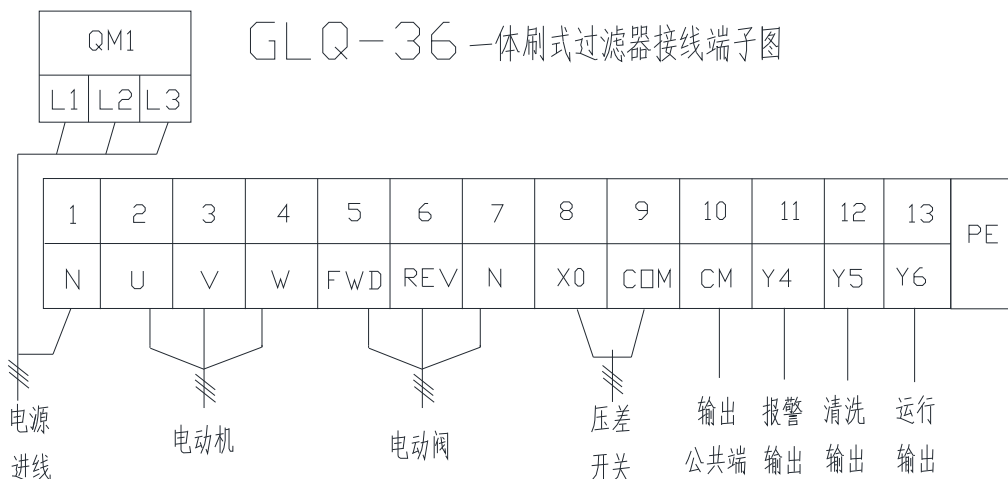 QM1
GLQ-36 一体刷式过滤器接线端子图
L1 L2 L3
1 2 3 4 5 6 7 8 9 10 11 12 13 PE
N U V W FWD REV N X0 COM CM Y4 Y5 Y6
电源
进线
电动机
电动阀
压差
开关
输出
公共端
报警
输出
清洗
输出
运行
输出